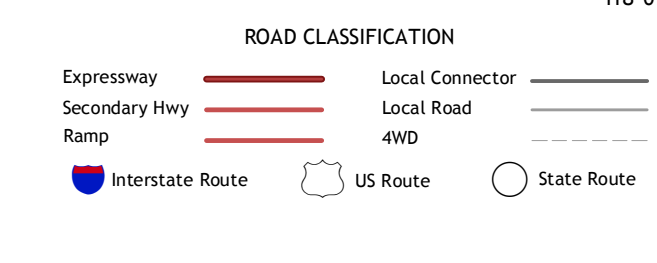 ROAD CLASSIFICATION
Expressway
Local Connector
Secondary Hwy
Local Road
Ramp
4WD
Interstate Route
US Route
State Route